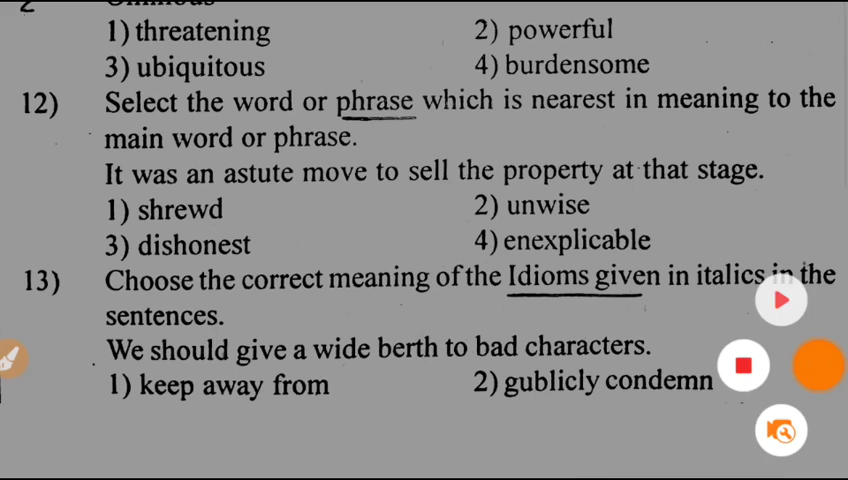 1) threatening 2) powerful
3) ubiquitous 4) burdensome
12) Select the word or phrase which is nearest in meaning to the
main word or phrase.
It was an astute move to sell the property at that stage.
1) shrewd 2) unwise
3) dishonest 4) enexplicable
13) Choose the correct meaning of the Idioms given in italics in the
sentences.
We should give a wide berth to bad characters.
1) keep away from 2) gublicly condemn